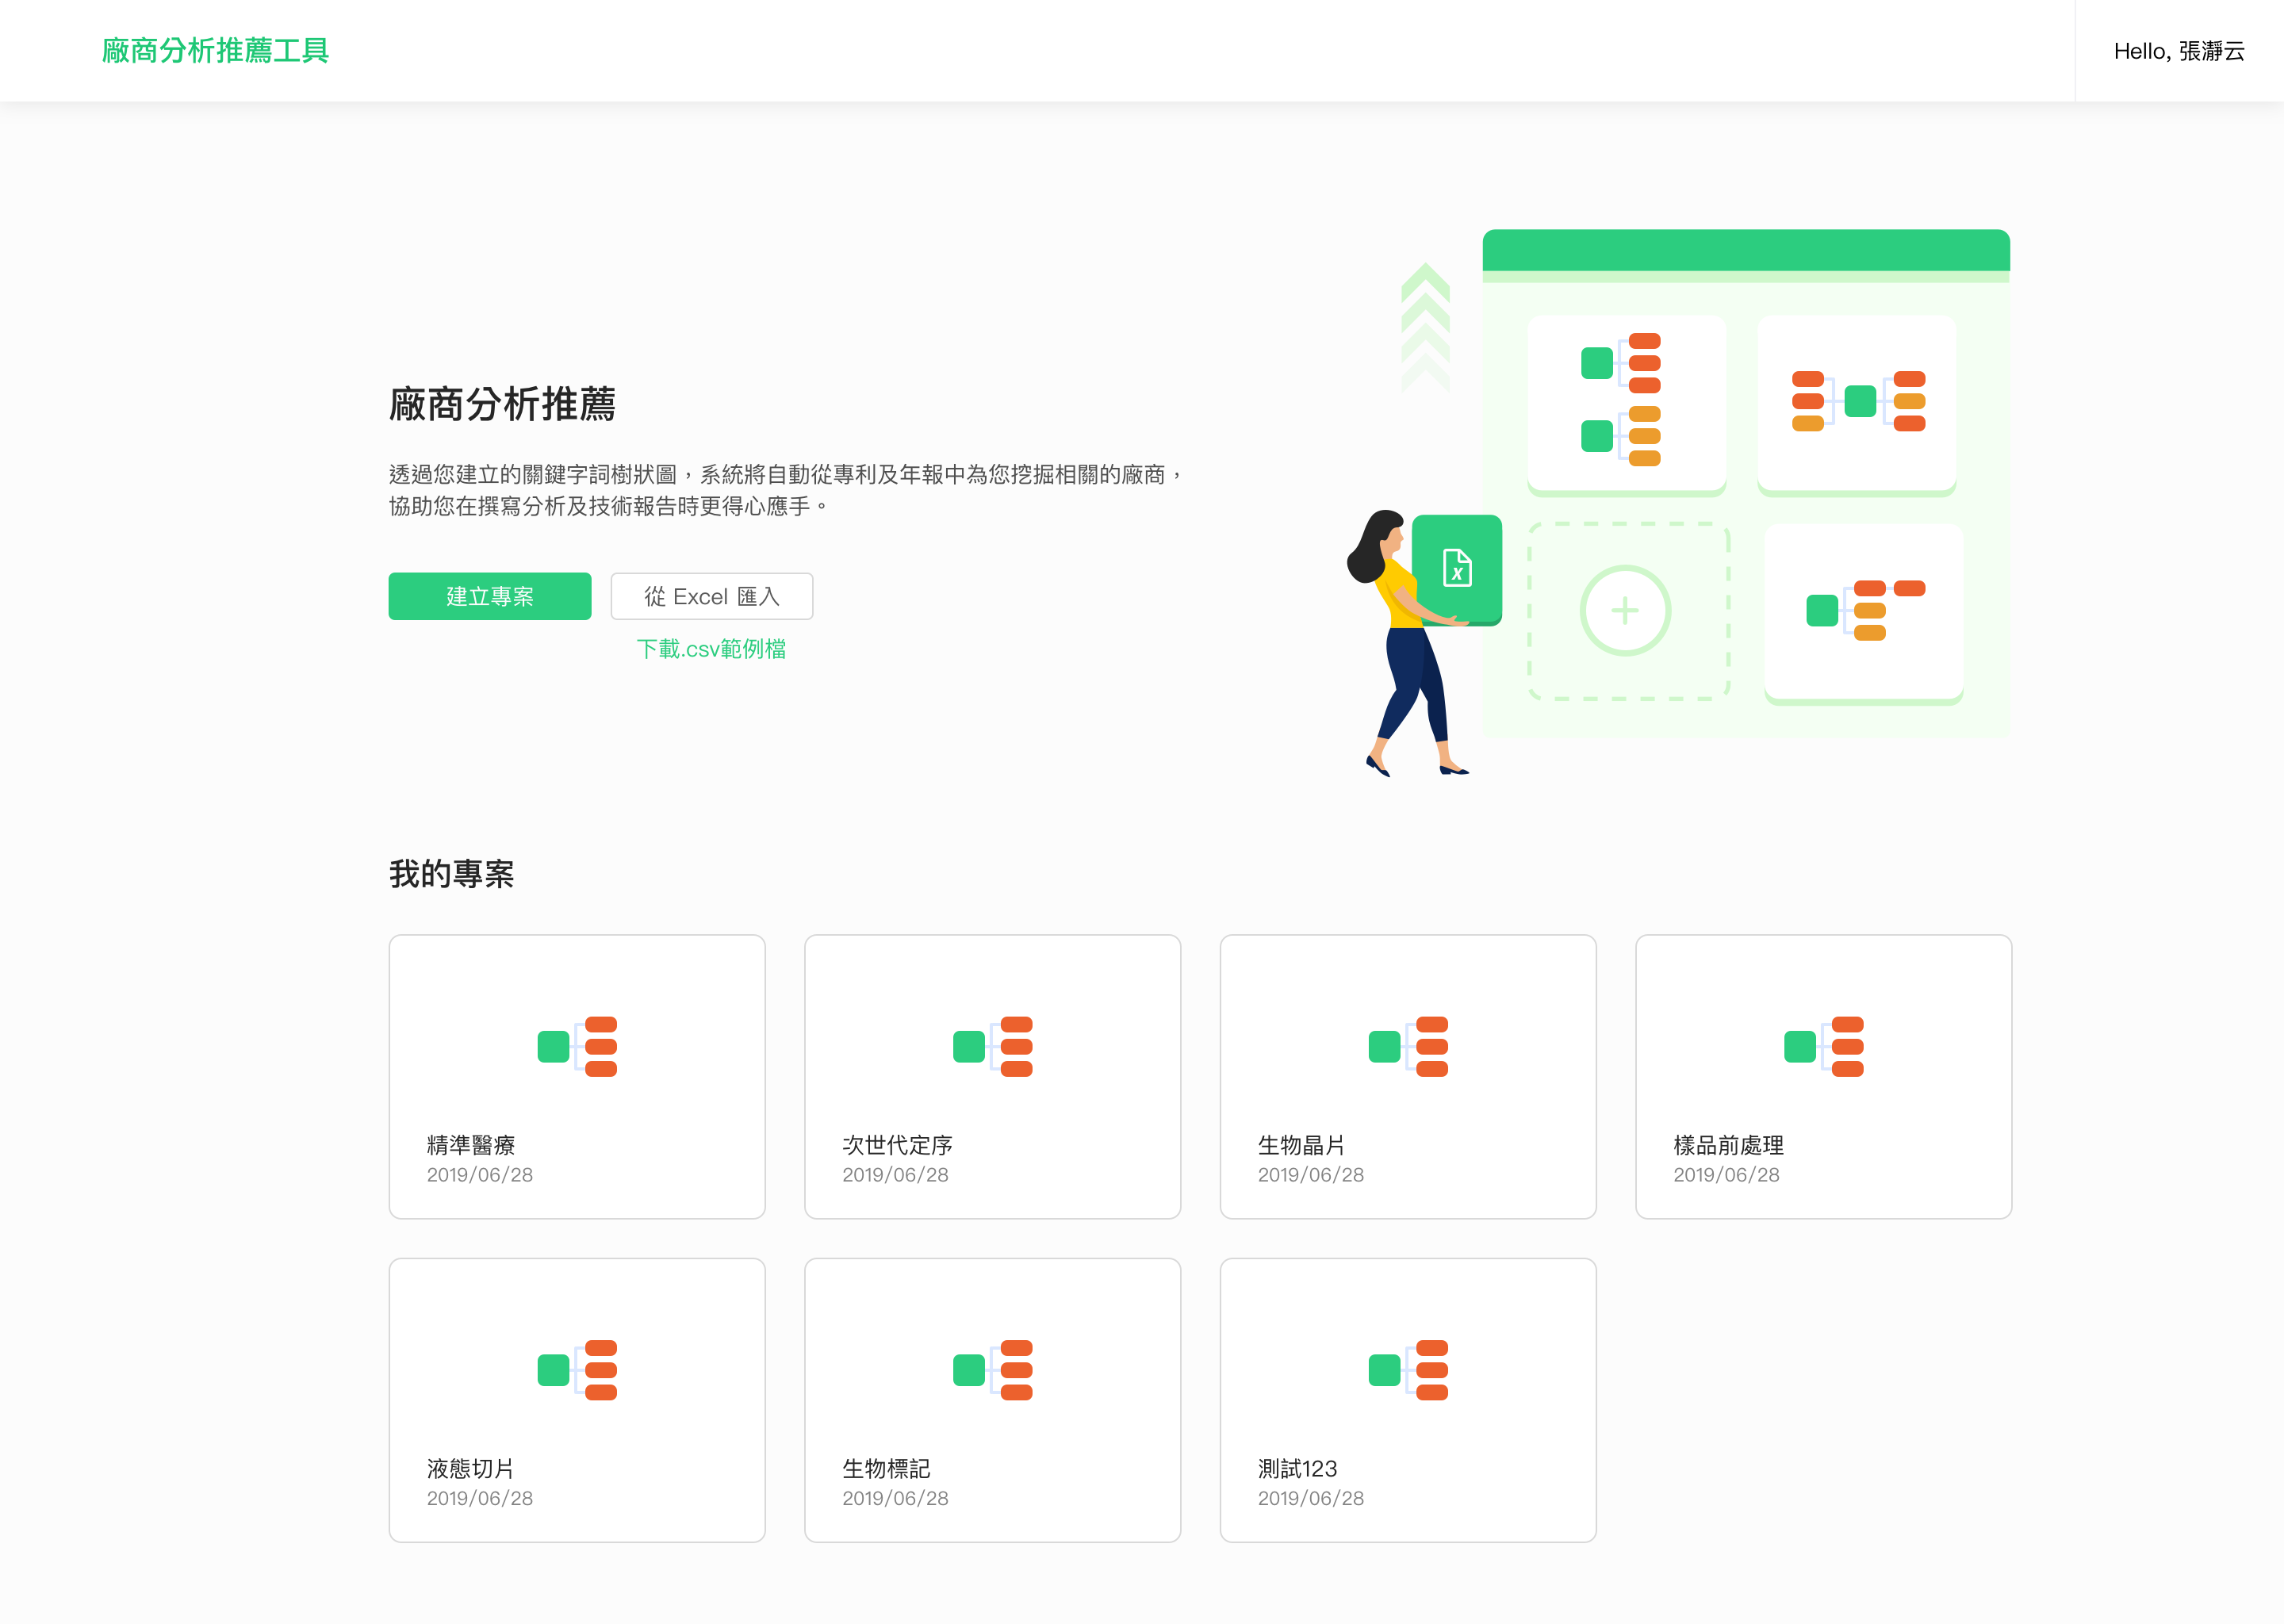 廠商分析推薦工具
Hello, 張瀞云
廠商分析推薦
透過您建立的關鍵字詞樹狀圖，系統將自動從專利及年報中為您挖掘相關的廠商，
協助您在撰寫分析及技術報告時更得心應手。
建立專案
從 Excel 匯入
下載.csv範例檔
X
我的專案
精準醫療
2019/06/28
次世代定序
2019/06/28
生物晶片
2019/06/28
樣品前處理
2019/06/28
液態切片
2019/06/28
生物標記
2019/06/28
測試123
2019/06/28